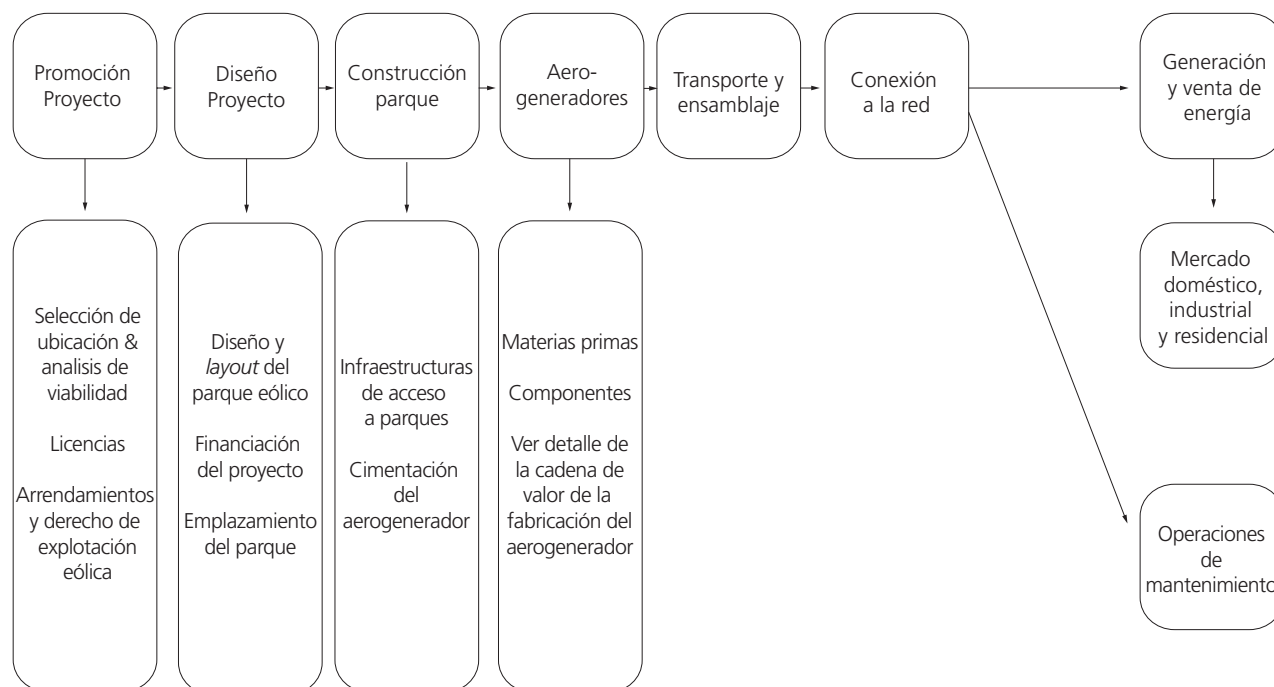 Promoción
Proyecto
Diseño
Proyecto
Construcción
parque
Aero-
generadores
Transporte y
ensamblaje
Conexión
a la red
Generación
y venta de
energía
Selección de
ubicación &
analisis de
viabilidad
Licencias
Arrendamientos
y derecho de
explotación
eólica
Diseño y
layout del
parque eólico
Financiación
del proyecto
Emplazamiento
del parque
Infraestructuras
de acceso
a parques
Cimentación
del
aerogenerador
Materias primas
Componentes
Ver detalle de
la cadena de
valor de la
fabricación del
aerogenerador
Mercado
doméstico,
industrial
y residencial
Operaciones
de
mantenimiento